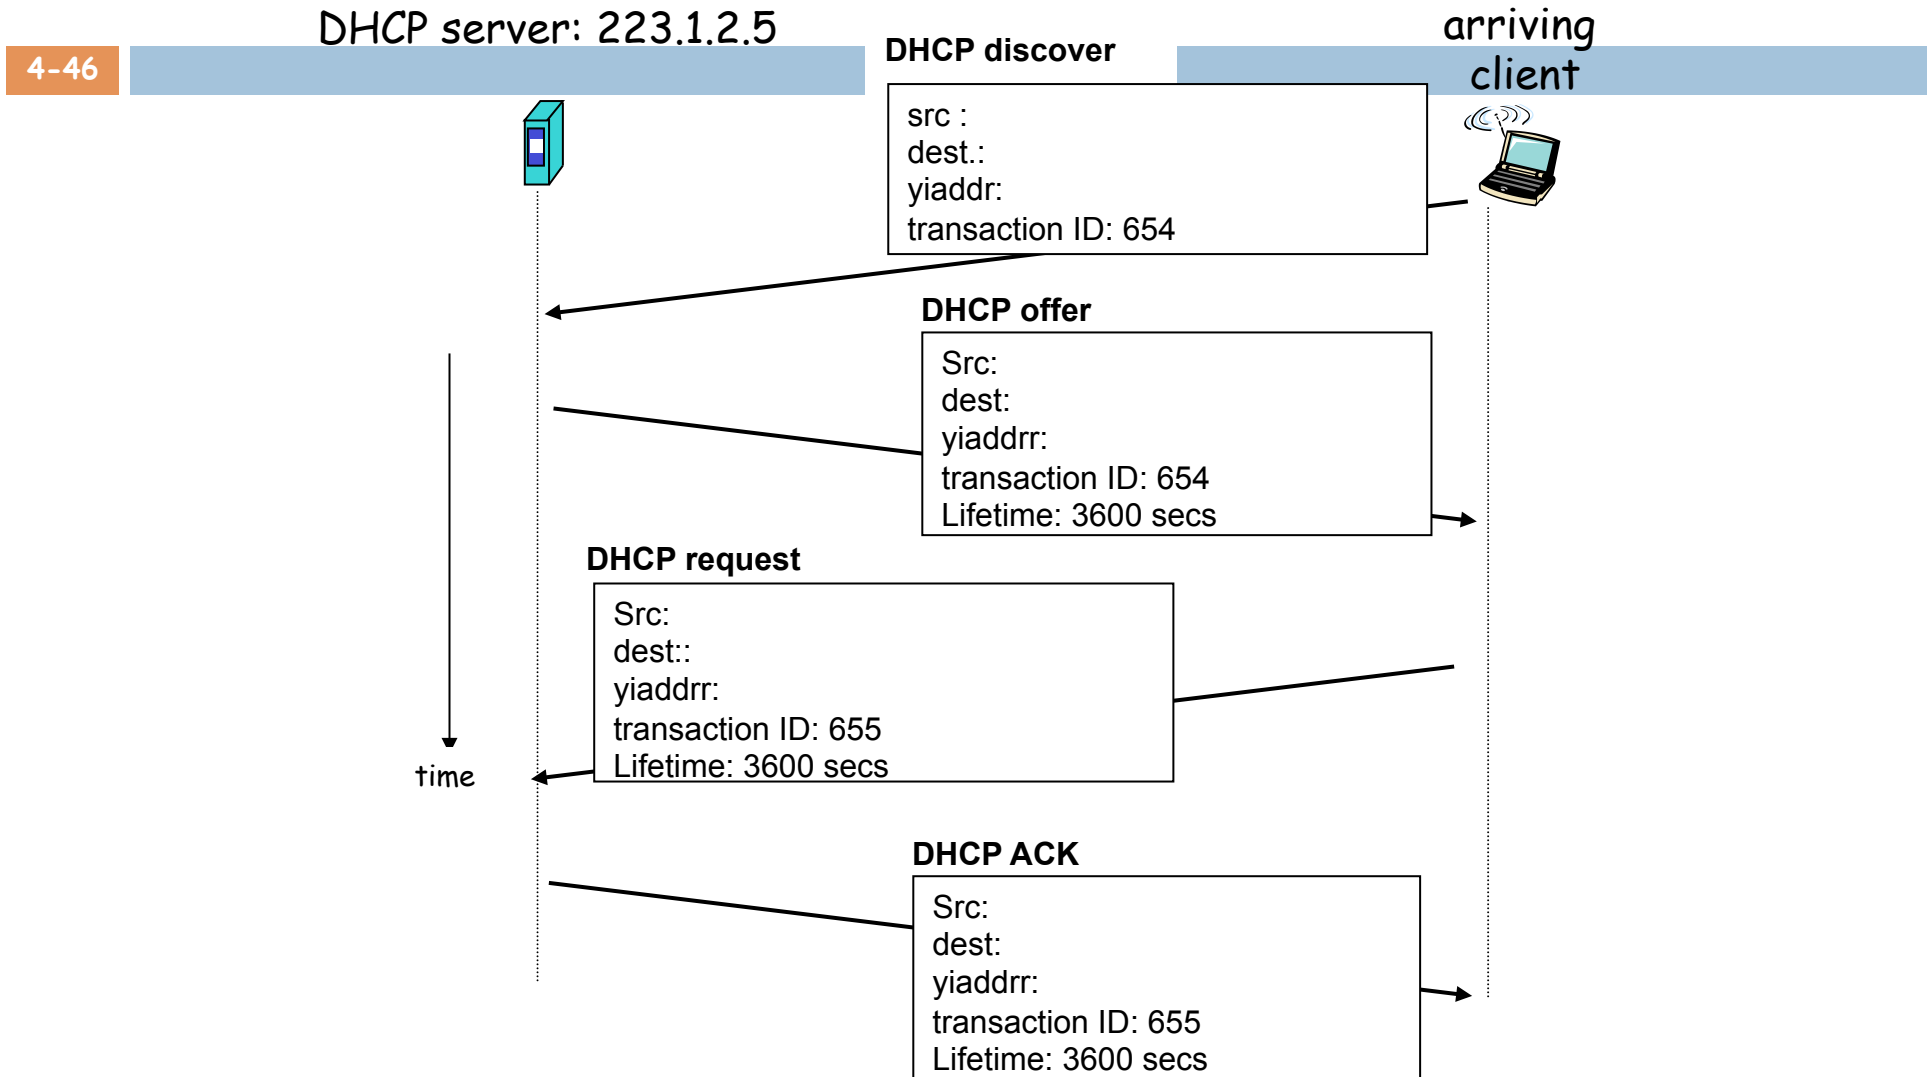 DHCP server: 223.1.2.5
arriving
client
4-46
DHCP discover
src :
dest.:
yiaddr:
transaction ID: 654
DHCP offer
Src:
dest:
yiaddrr:
transaction ID: 654
Lifetime: 3600 secs
DHCP request
Src:
dest::
yiaddrr:
transaction ID: 655
Lifetime: 3600 secs
time
DHCP ACK
Src:
dest:
yiaddrr:
transaction ID: 655
Lifetime: 3600 secs